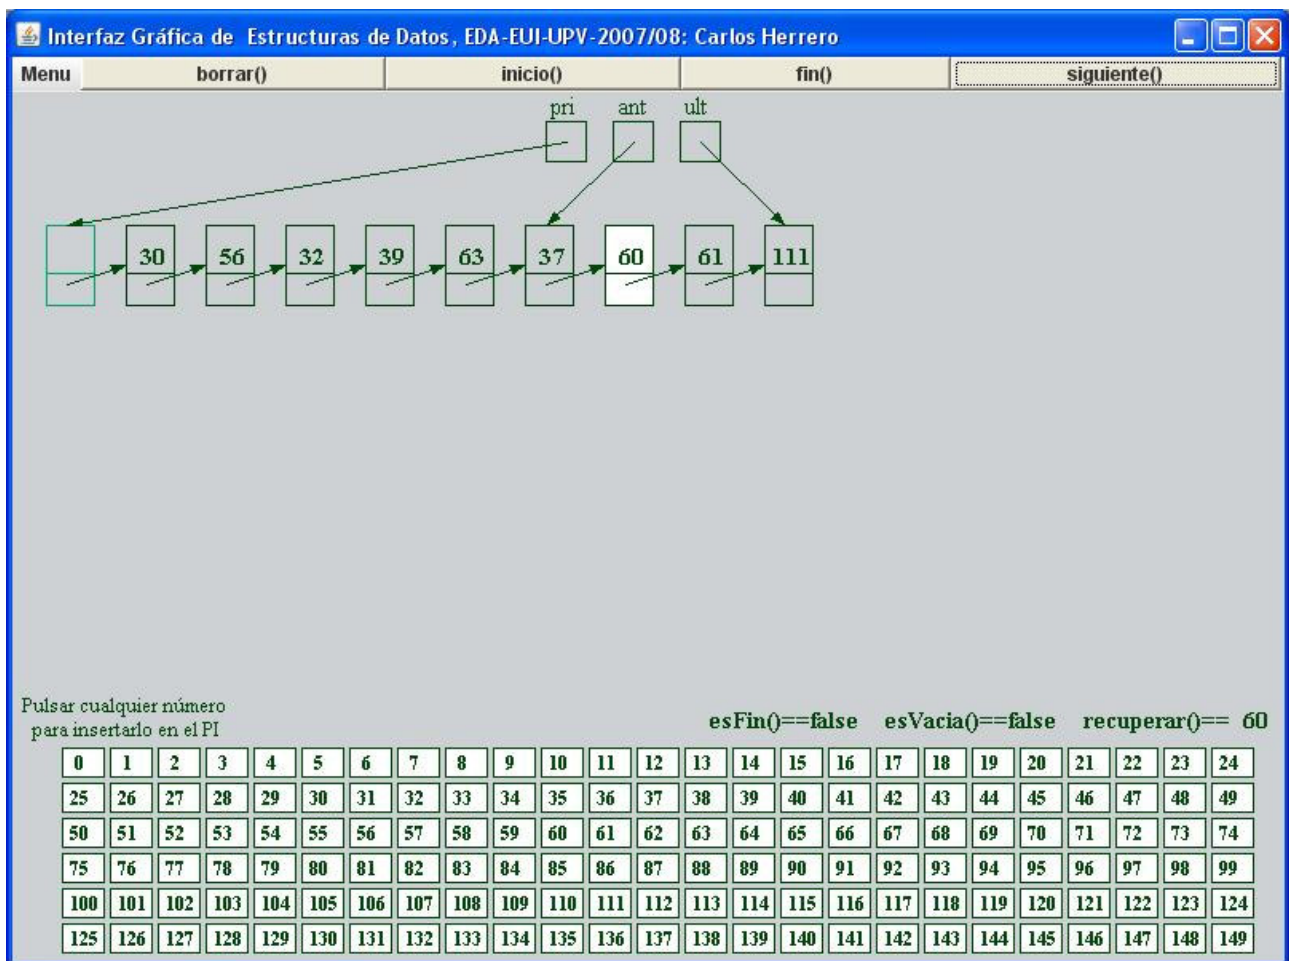 Interfaz Gráfica de Estructuras de Datos, EDA-EUI-UPV-2007/08: Carlos Herrero
Menu borrar() inicio() fin() siguiente()
pri ant ult
30 56 32 39 63 37 60 61 111
Pulsar cualquier número
para insertarlo en el PI
esFin()==false esVacia()==false recuperar()== 60
0 1 2 3 4 5 6 7 8 9 10 11 12 13 14 15 16 17 18 19 20 21 22 23 24
25 26 27 28 29 30 31 32 33 34 35 36 37 38 39 40 41 42 43 44 45 46 47 48 49
50 51 52 53 54 55 56 57 58 59 60 61 62 63 64 65 66 67 68 69 70 71 72 73 74
75 76 77 78 79 80 81 82 83 84 85 86 87 88 89 90 91 92 93 94 95 96 97 98 99
100 101 102 103 104 105 106 107 108 109 110 111 112 113 114 115 116 117 118 119 120 121 122 123 124
125 126 127 128 129 130 131 132 133 134 135 136 137 138 139 140 141 142 143 144 145 146 147 148 149